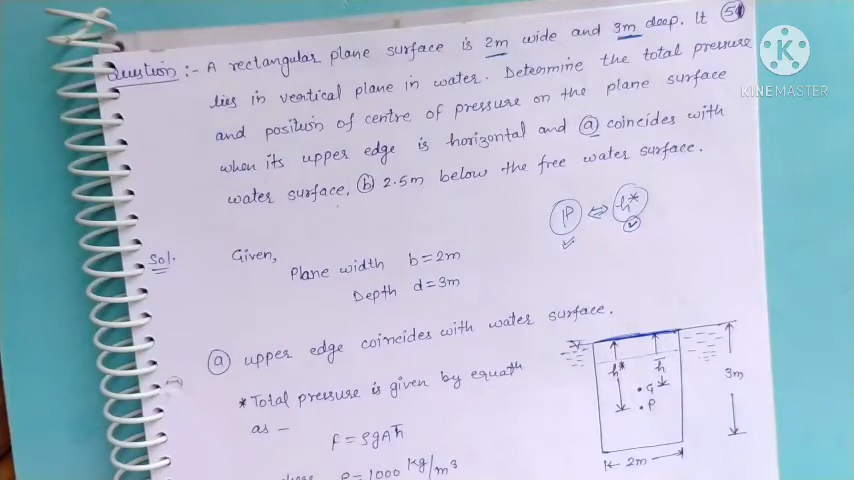 Question :- A rectangular plane surface is 2m wide and 3m deep. It
lies in vertical plane in water. Determine the total pressure
and position of centre of pressure on the plane surface
when its upper edge is horizontal and (a) coincides with
water surface, (b) 2.5m below the free water surface.
P ⇔ h*
Sol.
Given,
Plane width b = 2m
Depth d = 3m
(a) upper edge coincides with water surface.
* Total pressure is given by equatn
as -
F = ρgAh̄
ρ = 1000 kg/m³
h*
h̄
G
P
3m
2m
K
KINEMASTER